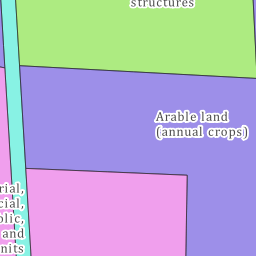 structures
Arable land
(annual crops)
rial,
cial,
blic,
and
nits